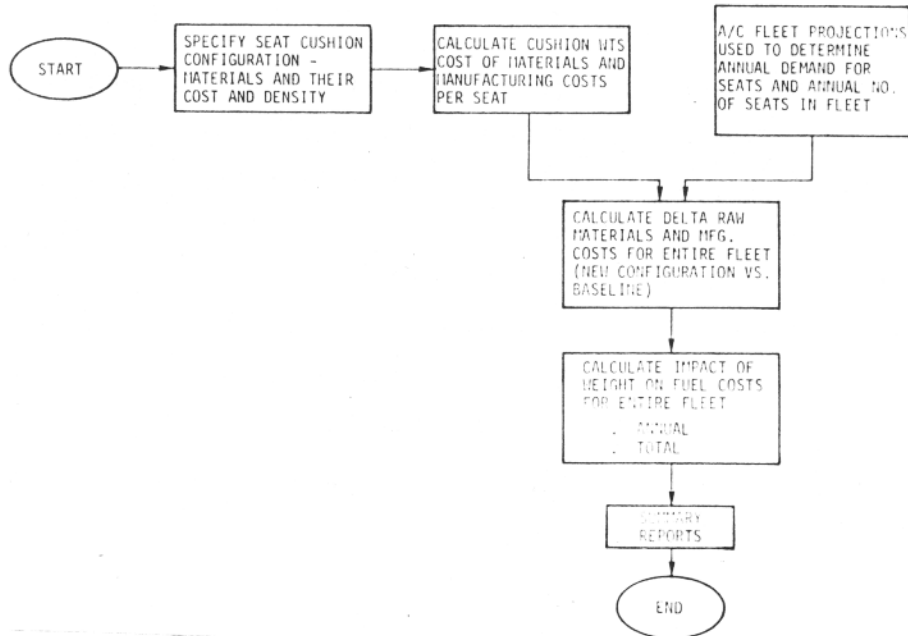 START
SPECIFY SEAT CUSHION
CONFIGURATION -
MATERIALS AND THEIR
COST AND DENSITY
CALCULATE CUSHION WTS
COST OF MATERIALS AND
MANUFACTURING COSTS
PER SEAT
A/C FLEET PROJECTIONS
USED TO DETERMINE
ANNUAL DEMAND FOR
SEATS AND ANNUAL NO.
OF SEATS IN FLEET
CALCULATE DELTA RAW
MATERIALS AND MFG.
COSTS FOR ENTIRE FLEET
(NEW CONFIGURATION VS.
BASELINE)
CALCULATE IMPACT OF
WEIGHT ON FUEL COSTS
FOR ENTIRE FLEET
. ANNUAL
. TOTAL
SUMMARY
REPORTS
END